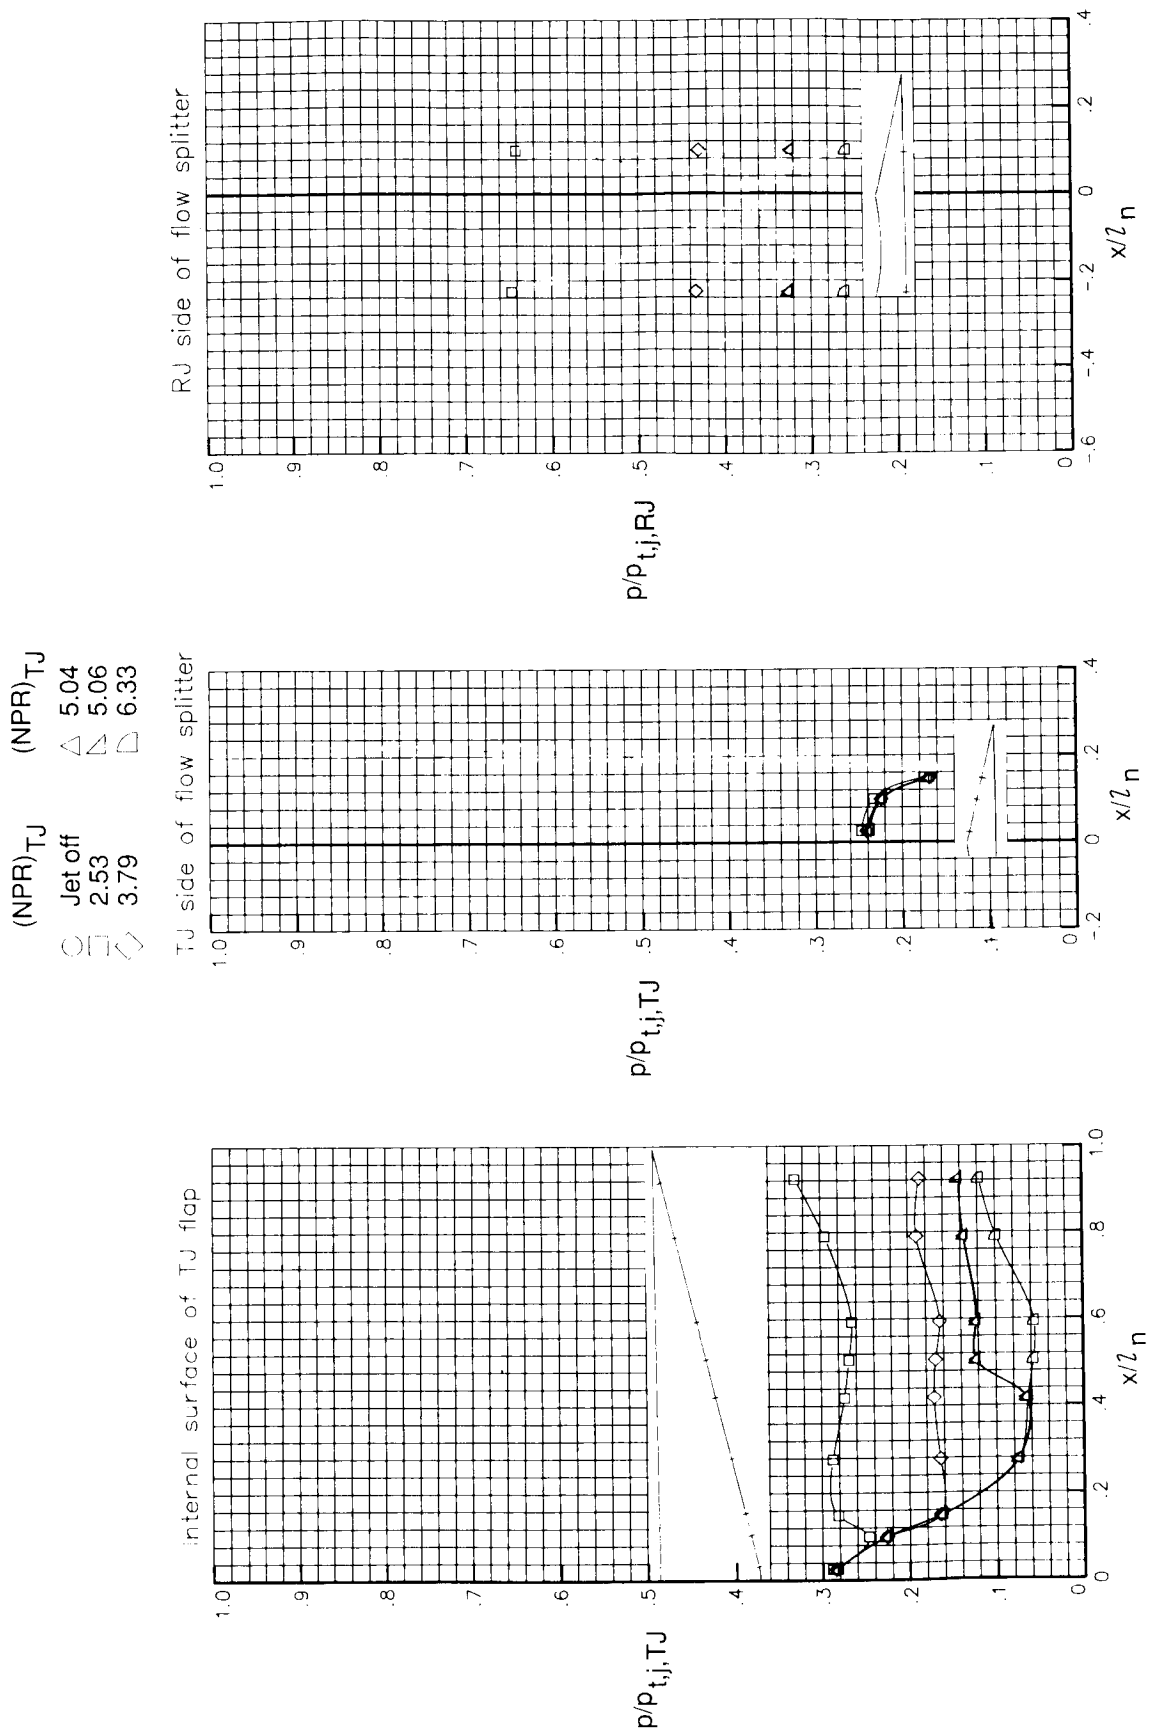 (NPR)TJ (NPR)TJ
Jet off 5.04
2.53 5.06
3.79 6.33
Internal surface of TJ flap
p/pt,j,TJ
1.0
.9
.8
.7
.6
.5
.4
.3
.2
.1
0
0 .2 .4 .6 .8 1.0
x/ln
TJ side of flow splitter
p/pt,j,TJ
1.0
.9
.8
.7
.6
.5
.4
.3
.2
.1
0
-.2 0 .2 .4
x/ln
RJ side of flow splitter
p/pt,j,RJ
1.0
.9
.8
.7
.6
.5
.4
.3
.2
.1
0
-.6 -.4 -.2 0 .2 .4
x/ln